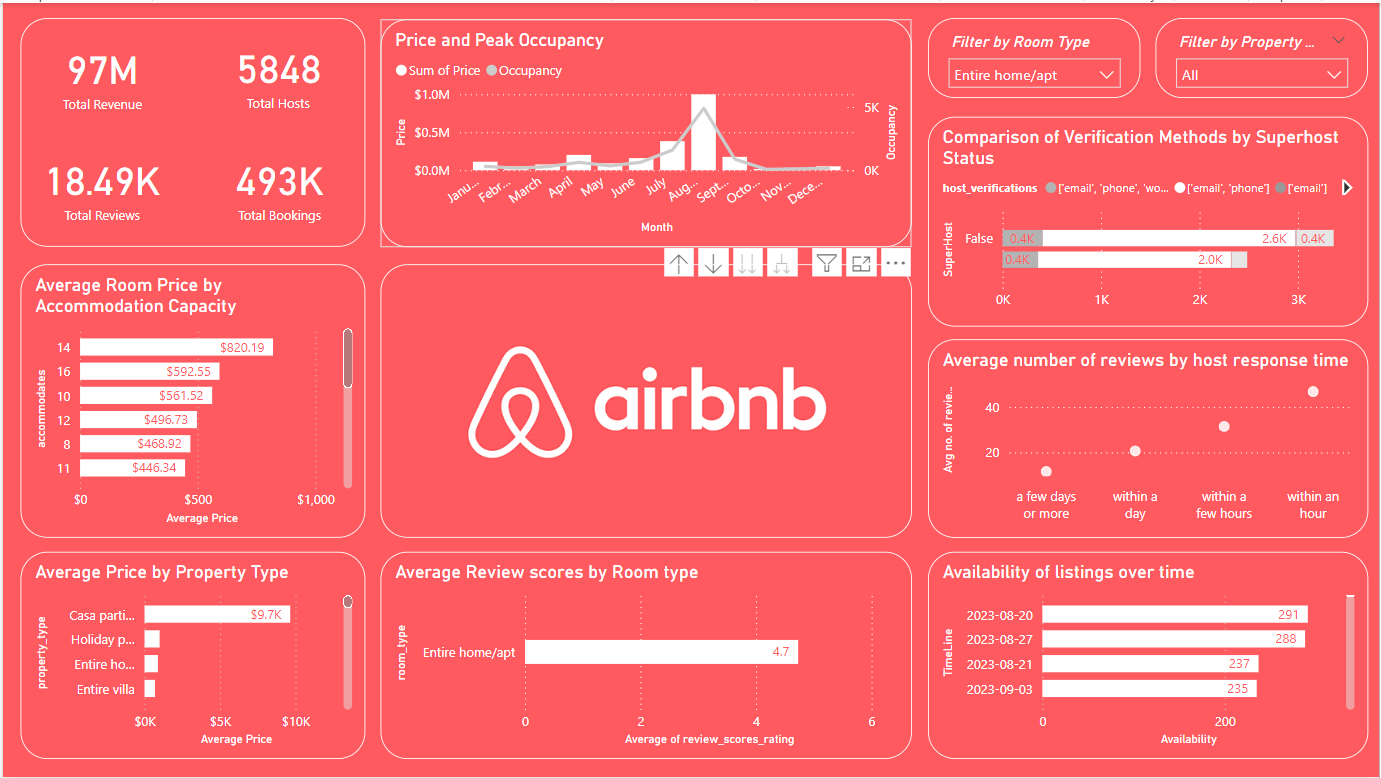 97M
Total Revenue
5848
Total Hosts
18.49K
Total Reviews
493K
Total Bookings
Price and Peak Occupancy
Sum of Price Occupancy
$1.0M
$0.5M
$0.0M
Price
5K
0K
Occupancy
Janu... Febr... March April May June July Aug... Sept... Octo... Nov... Dece...
Month
Filter by Room Type
Entire home/apt
Filter by Property ...
All
Comparison of Verification Methods by Superhost
Status
host_verifications ['email', 'phone', 'wo... ['email', 'phone'] ['email']
SuperHost
False 0.4K 2.6K 0.4K
0.4K 2.0K
0K 1K 2K 3K
Average Room Price by
Accommodation Capacity
accommodates
14 $820.19
16 $592.55
10 $561.52
12 $496.73
8 $468.92
11 $446.34
$0 $500 $1,000
Average Price
airbnb
Average number of reviews by host response time
Avg no. of revie...
40
20
a few days
or more
within a
day
within a
few hours
within an
hour
Average Price by Property Type
property_type
Casa parti... $9.7K
Holiday p...
Entire ho...
Entire villa
$0K $5K $10K
Average Price
Average Review scores by Room type
room_type
Entire home/apt 4.7
0 2 4 6
Average of review_scores_rating
Availability of listings over time
TimeLine
2023-08-20 291
2023-08-27 288
2023-08-21 237
2023-09-03 235
0 200
Availability